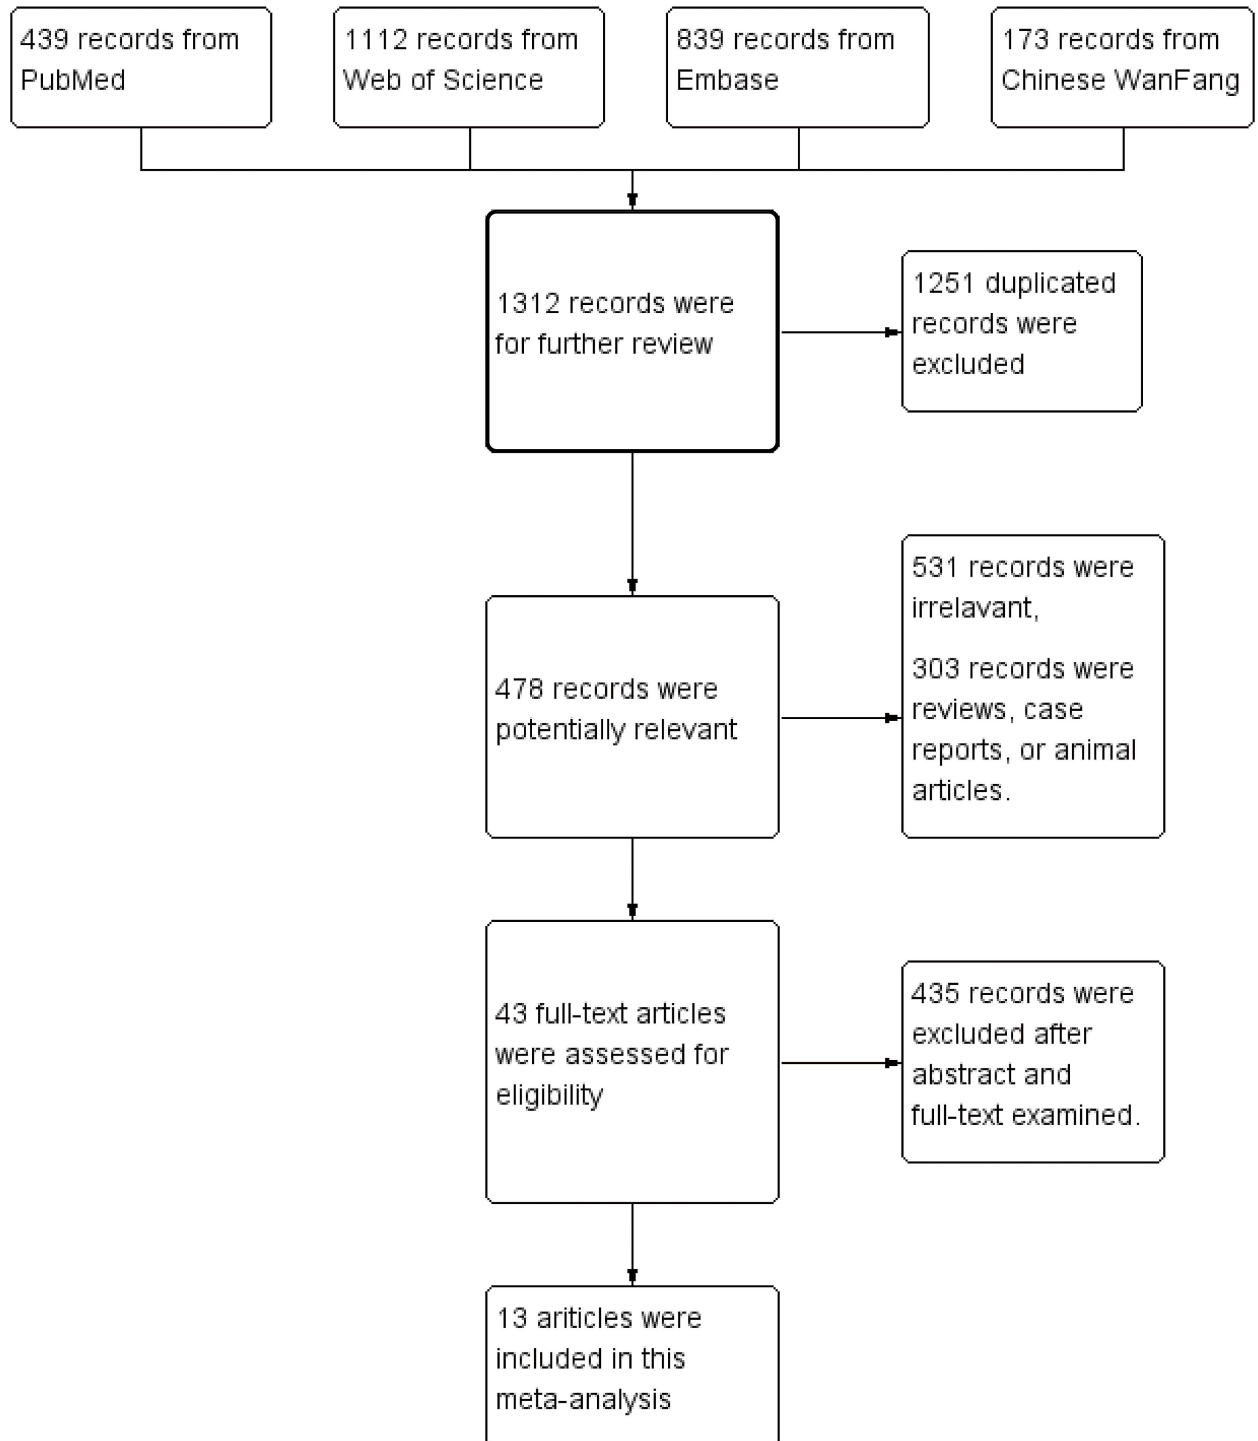 439 records from
PubMed
1112 records from
Web of Science
839 records from
Embase
173 records from
Chinese WanFang
1312 records were
for further review
1251 duplicated
records were
excluded
478 records were
potentially relevant
531 records were
irrelavant,
303 records were
reviews, case
reports, or animal
articles.
43 full-text articles
were assessed for
eligibility
435 records were
excluded after
abstract and
full-text examined.
13 ariticles were
included in this
meta-analysis